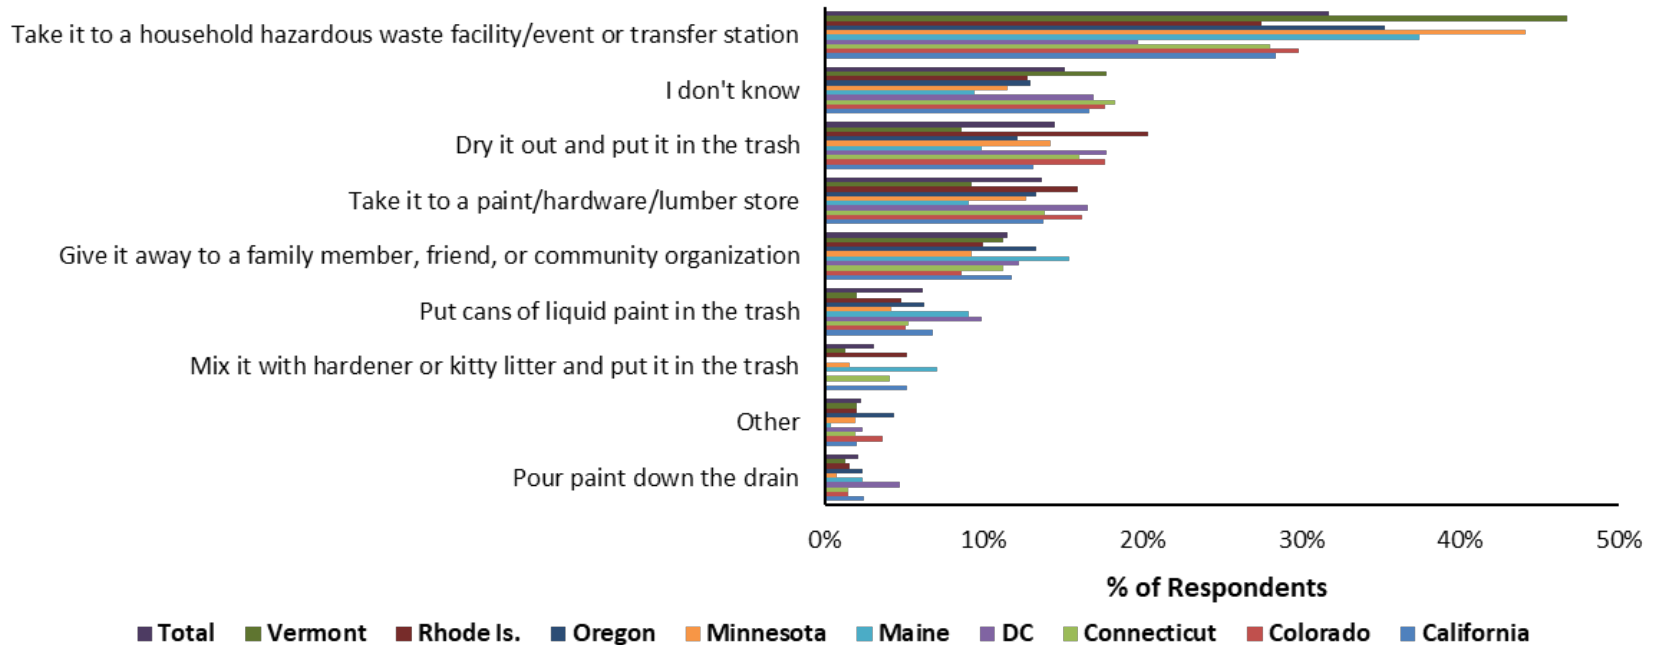 Take it to a household hazardous waste facility/event or transfer station
I don't know
Dry it out and put it in the trash
Take it to a paint/hardware/lumber store
Give it away to a family member, friend, or community organization
Put cans of liquid paint in the trash
Mix it with hardener or kitty litter and put it in the trash
Other
Pour paint down the drain
0% 10% 20% 30% 40% 50%
% of Respondents
Total Vermont Rhode Is. Oregon Minnesota Maine DC Connecticut Colorado California